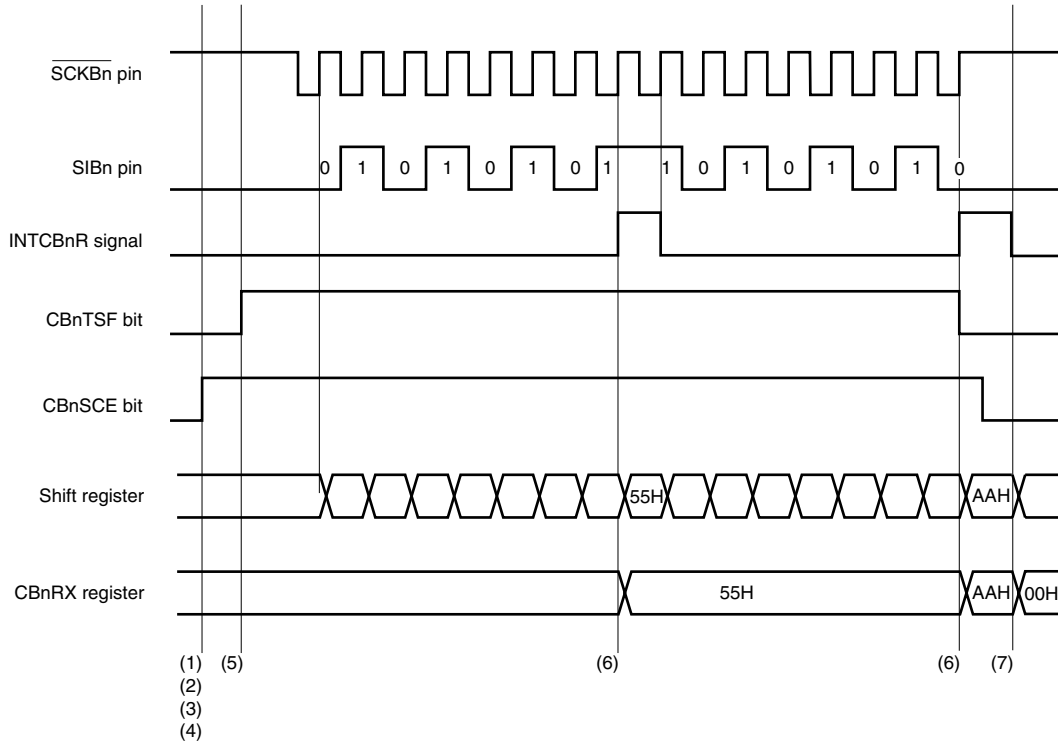 SCKBn pin
SIBn pin
0 1 0 1 0 1 0 1 1 0 1 0 1 0 1 0
INTCBnR signal
CBnTSF bit
CBnSCE bit
Shift register
55H
AAH
CBnRX register
55H
AAH
00H
(1) (5) (6) (6) (7)
(2)
(3)
(4)